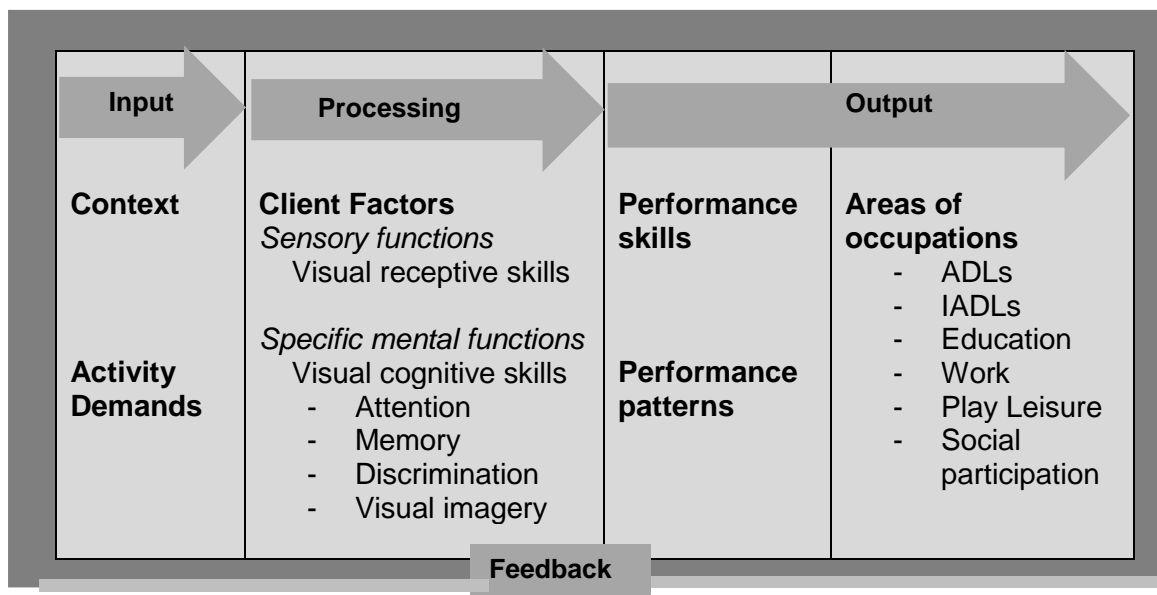 Input
Processing
Output
Context
Activity
Demands
Client Factors
Sensory functions
Visual receptive skills
Specific mental functions
Visual cognitive skills
- Attention
- Memory
- Discrimination
- Visual imagery
Performance
skills
Performance
patterns
Areas of
occupations
- ADLs
- IADLs
- Education
- Work
- Play Leisure
- Social
participation
Feedback